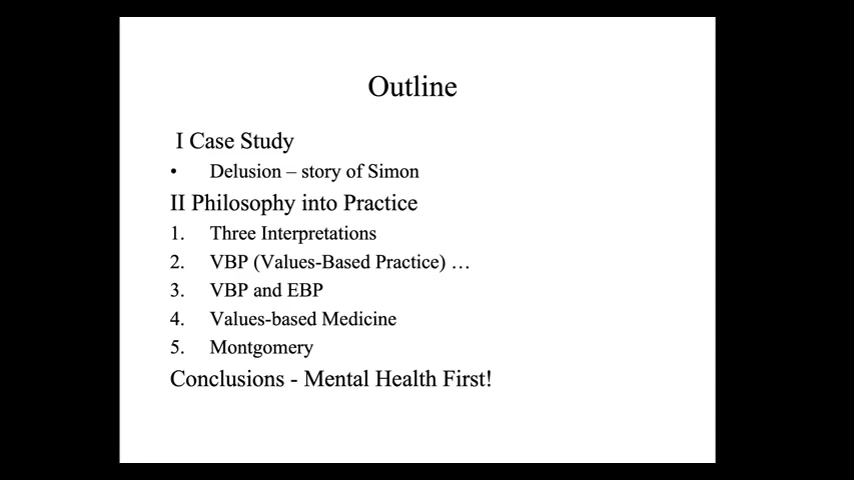 Outline
I Case Study
• Delusion – story of Simon
II Philosophy into Practice
1. Three Interpretations
2. VBP (Values-Based Practice) …
3. VBP and EBP
4. Values-based Medicine
5. Montgomery
Conclusions - Mental Health First!